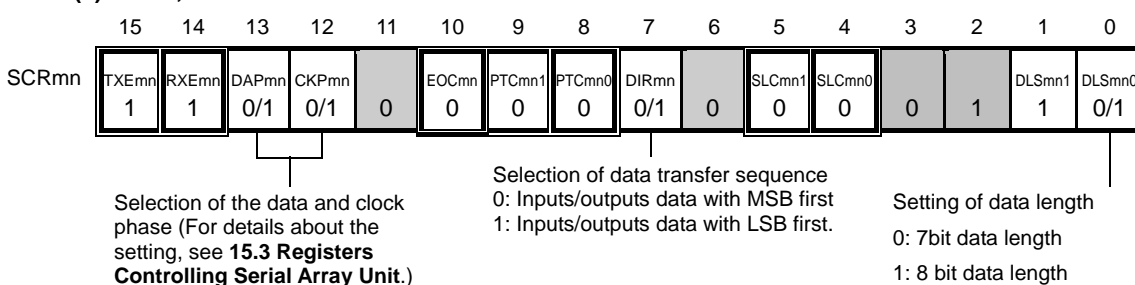 15 14 13 12 11 10 9 8 7 6 5 4 3 2 1 0
SCRmn
TXEmn RXEmn DAPmn CKPmn EOCmn PTCmn1 PTCmn0 DIRmn SLCmn1 SLCmn0 DLSmn1 DLSmn0
1 1 0/1 0/1 0 0 0 0 0/1 0 0 0 0 1 1 0/1
Selection of the data and clock
phase (For details about the
setting, see 15.3 Registers
Controlling Serial Array Unit.)
Selection of data transfer sequence
0: Inputs/outputs data with MSB first
1: Inputs/outputs data with LSB first.
Setting of data length
0: 7bit data length
1: 8 bit data length